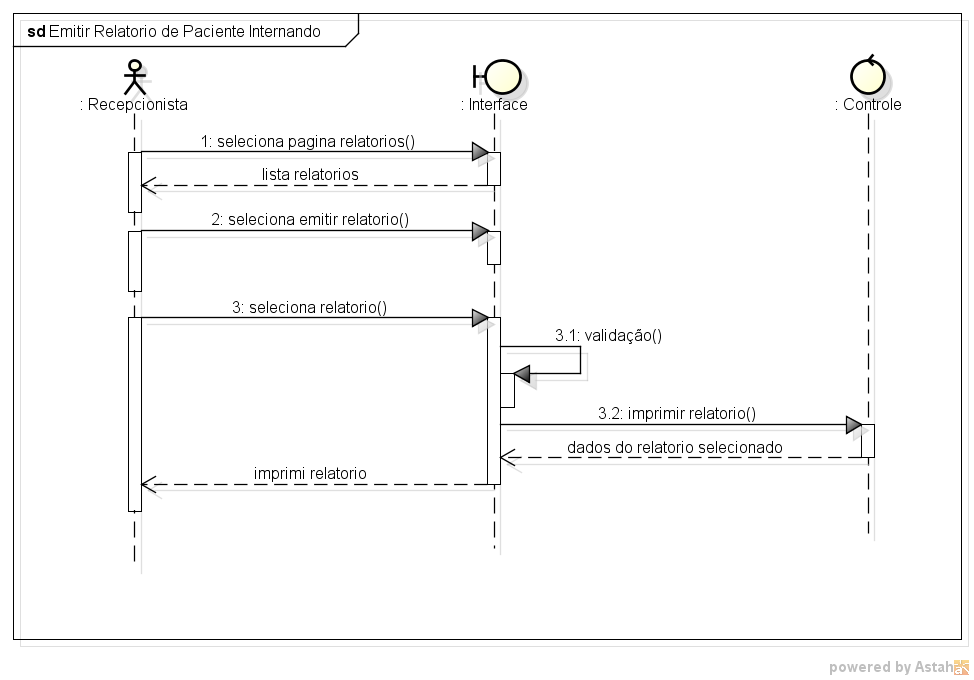 sd Emitir Relatorio de Paciente Internando
: Recepcionista
: Interface
: Controle
1: seleciona pagina relatorios()
lista relatorios
2: seleciona emitir relatorio()
3: seleciona relatorio()
3.1: validação()
3.2: imprimir relatorio()
dados do relatorio selecionado
imprimi relatorio
powered by Astah